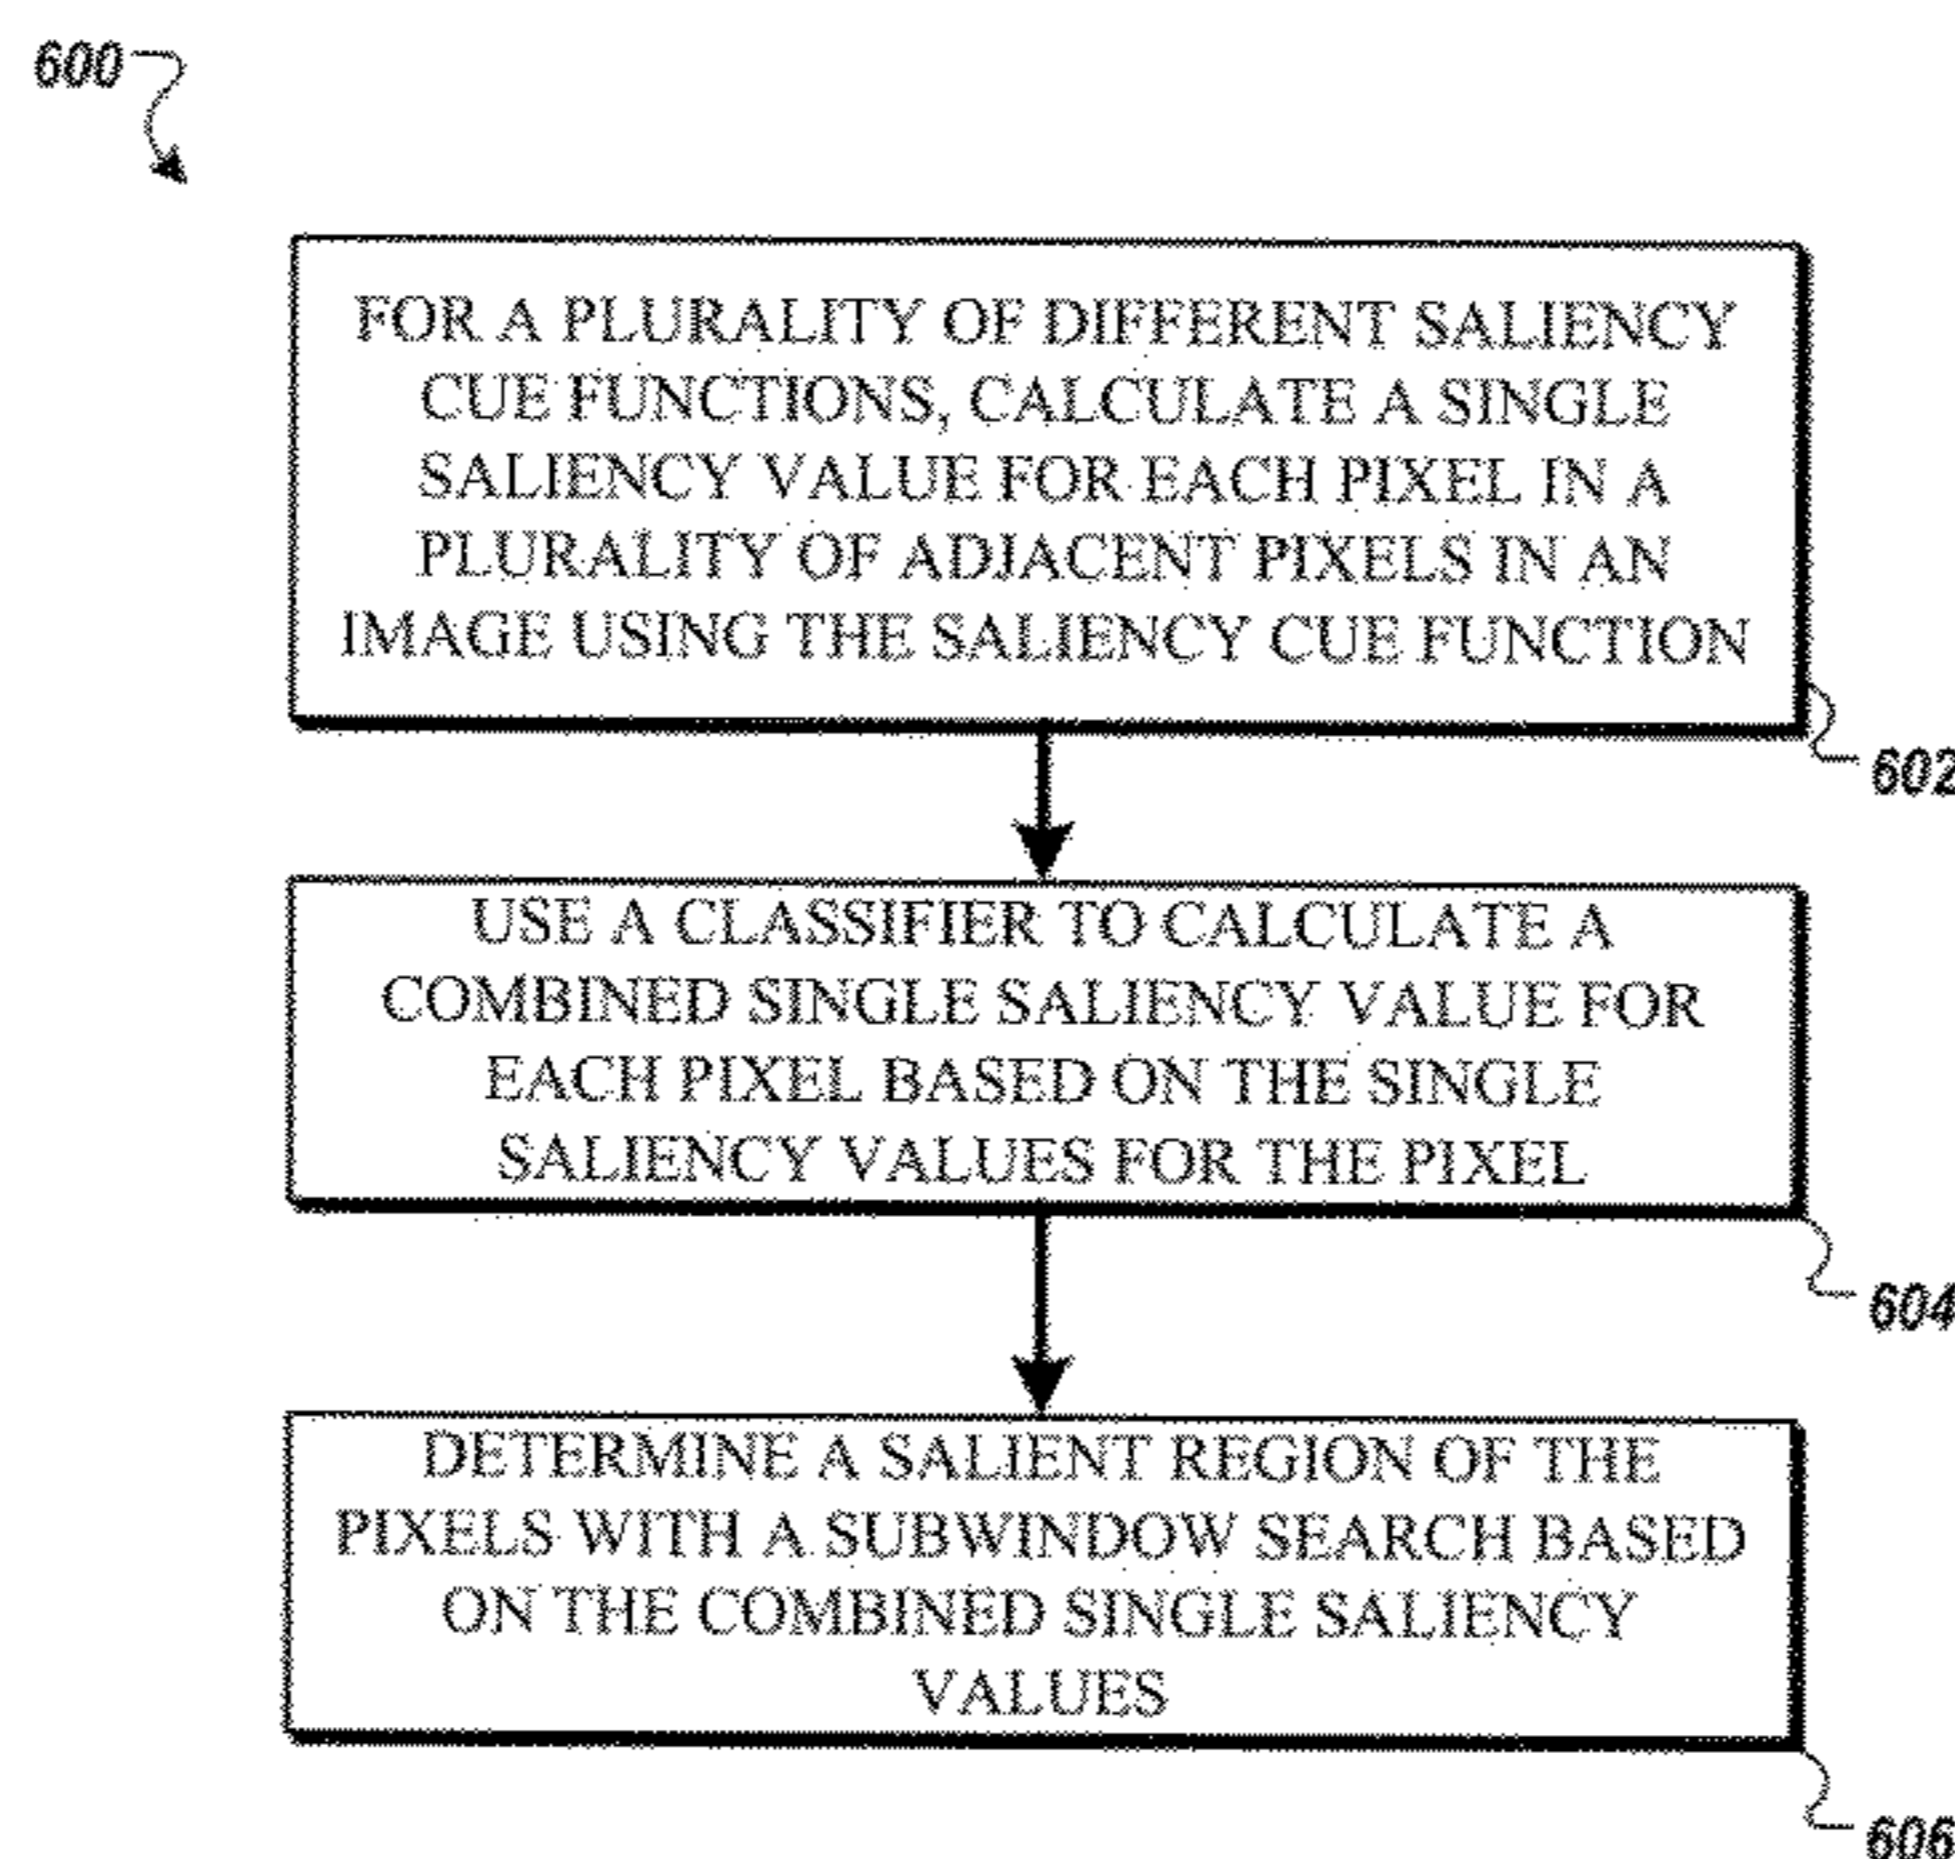 600
FOR A PLURALITY OF DIFFERENT SALIENCY
CUE FUNCTIONS, CALCULATE A SINGLE
SALIENCY VALUE FOR EACH PIXEL IN A
PLURALITY OF ADJACENT PIXELS IN AN
IMAGE USING THE SALIENCY CUE FUNCTION
602
USE A CLASSIFIER TO CALCULATE A
COMBINED SINGLE SALIENCY VALUE FOR
EACH PIXEL BASED ON THE SINGLE
SALIENCY VALUES FOR THE PIXEL
604
DETERMINE A SALIENT REGION OF THE
PIXELS WITH A SUBWINDOW SEARCH BASED
ON THE COMBINED SINGLE SALIENCY
VALUES
606